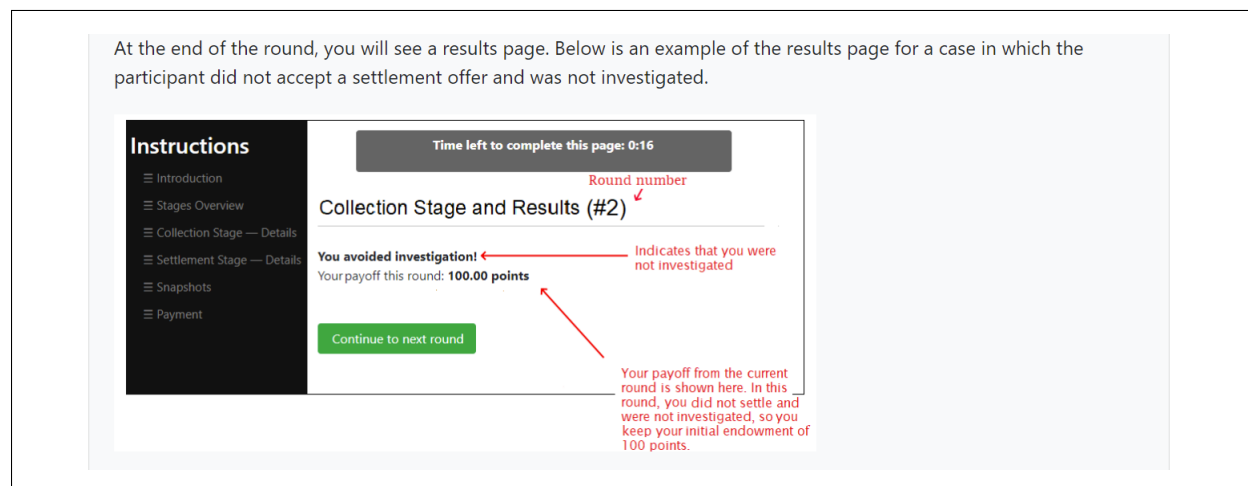 At the end of the round, you will see a results page. Below is an example of the results page for a case in which the
participant did not accept a settlement offer and was not investigated.
Instructions
☰ Introduction
☰ Stages Overview
☰ Collection Stage — Details
☰ Settlement Stage — Details
☰ Snapshots
☰ Payment
Time left to complete this page: 0:16
Round number
Collection Stage and Results (#2)
You avoided investigation!
Your payoff this round: 100.00 points
Indicates that you were
not investigated
Continue to next round
Your payoff from the current
round is shown here. In this
round, you did not settle and
were not investigated, so you
keep your initial endowment of
100 points.